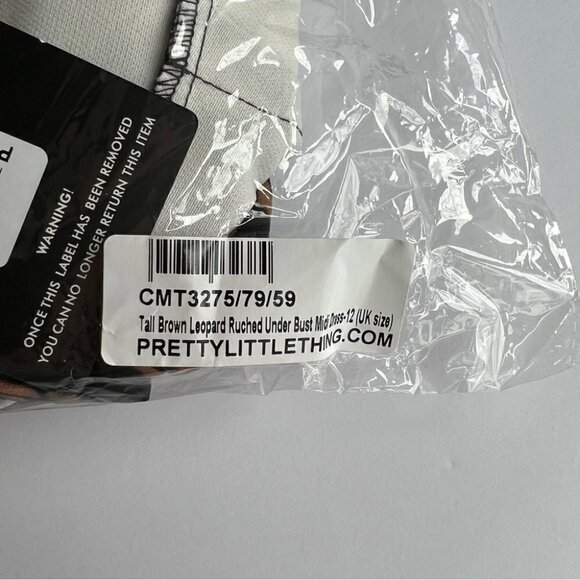 WARNING!
ONCE THIS LABEL HAS BEEN REMOVED
YOU CAN NO LONGER RETURN THIS ITEM
CMT3275/79/59
Tall Brown Leopard Ruched Under Bust Midi Dress-12 (UK size)
PRETTYLITTLETHING.COM